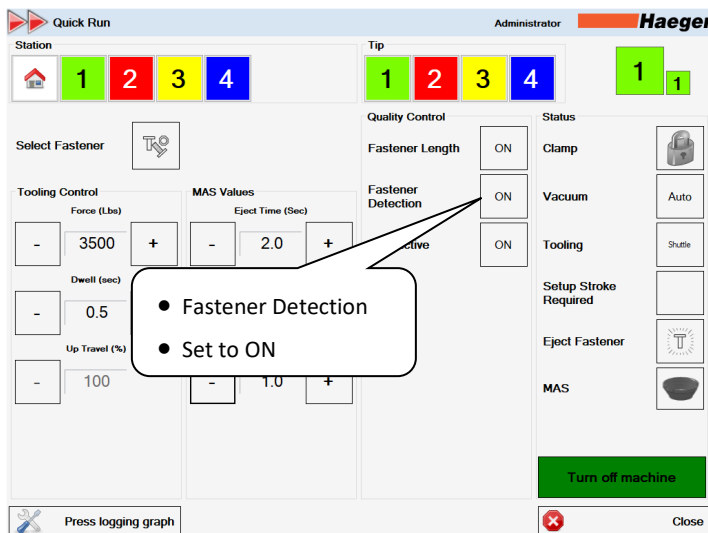 Quick Run
Administrator
Haeger
Station
1 2 3 4
Tip
1 2 3 4
1 1
Select Fastener
Quality Control
Fastener Length ON
Fastener Detection ON
ctive ON
Status
Clamp
Vacuum Auto
Tooling Shuttle
Setup Stroke Required
Eject Fastener
MAS
Tooling Control
Force (Lbs)
- 3500 +
Dwell (sec)
- 0.5
Up Travel (%)
- 100
MAS Values
Eject Time (Sec)
- 2.0 +
- 1.0 +
• Fastener Detection
• Set to ON
Turn off machine
Press logging graph
Close